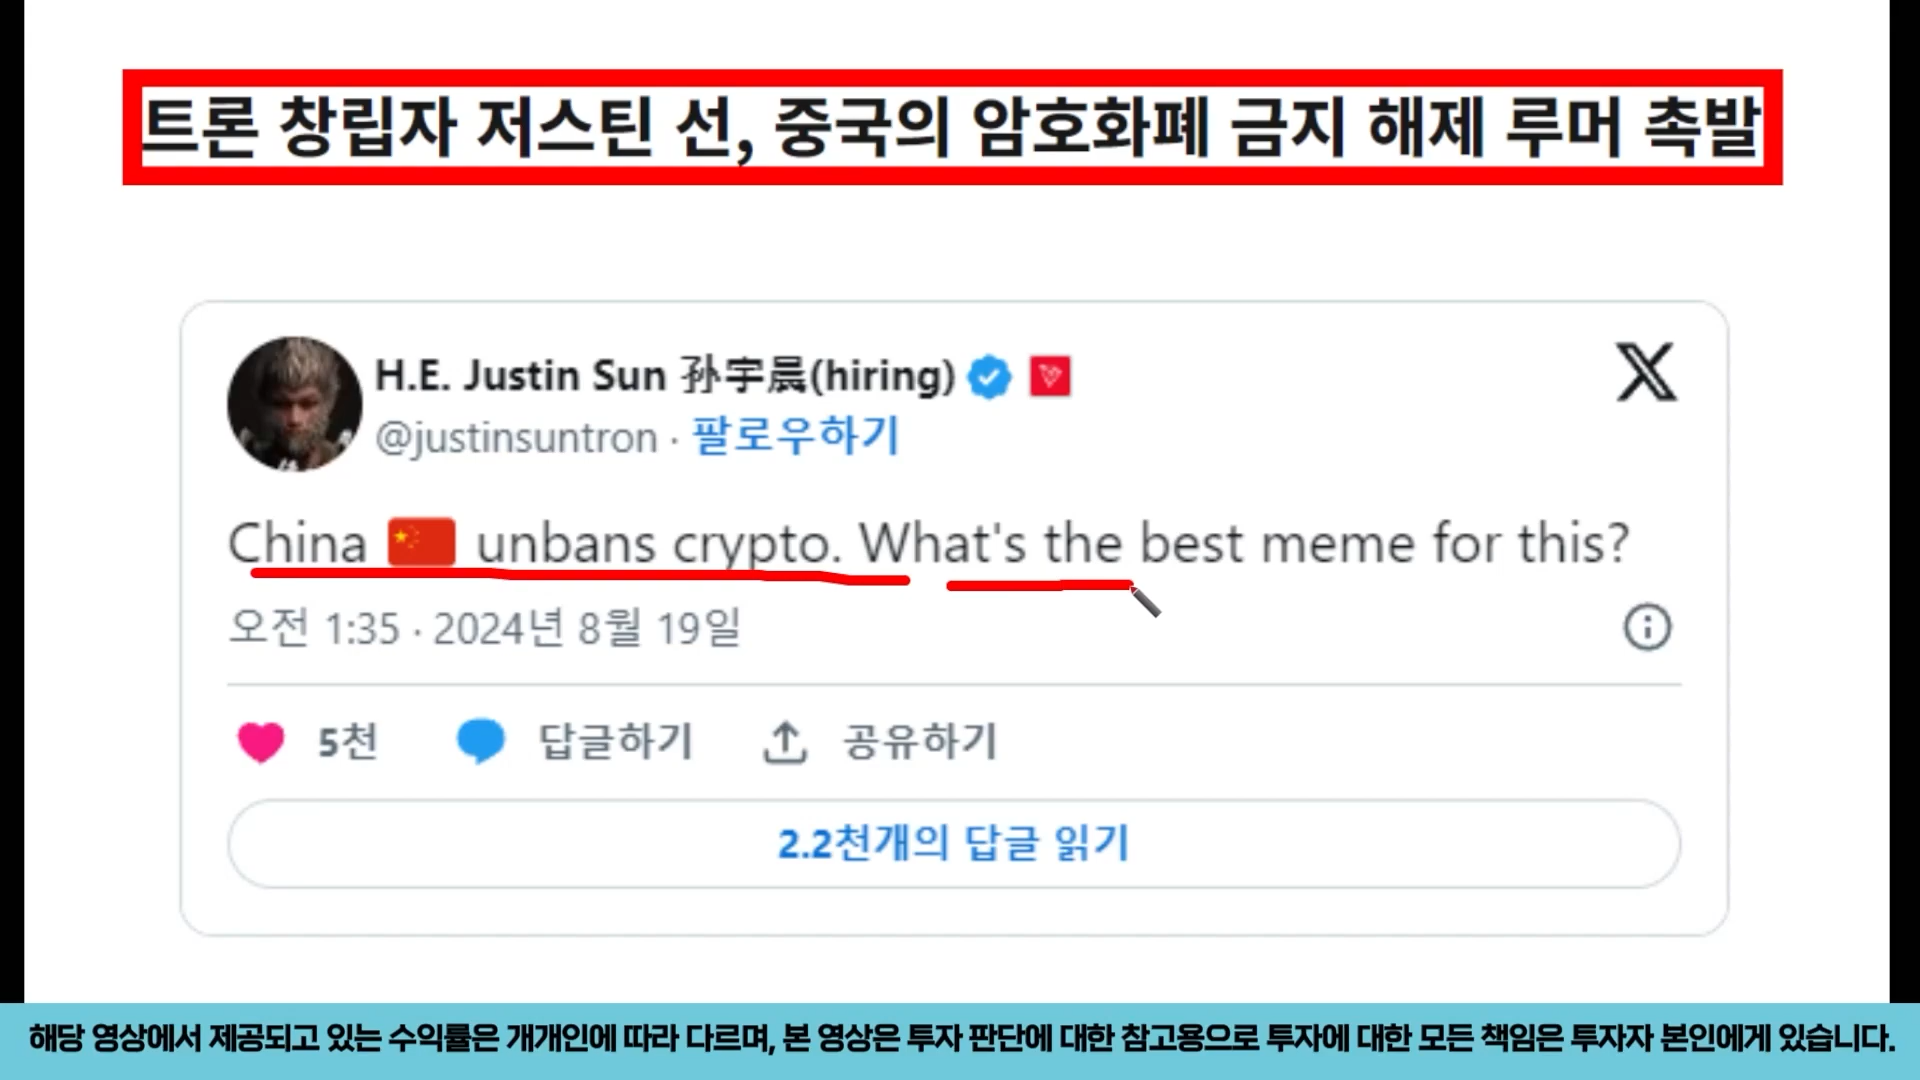 트론 창립자 저스틴 선, 중국의 암호화폐 금지 해제 루머 촉발
H.E. Justin Sun 孙宇晨(hiring)
@justinsuntron · 팔로우하기
China 🇨🇳 unbans crypto. What's the best meme for this?
오전 1:35 · 2024년 8월 19일
5천 답글하기 공유하기
2.2천개의 답글 읽기
해당 영상에서 제공되고 있는 수익률은 개개인에 따라 다르며, 본 영상은 투자 판단에 대한 참고용으로 투자에 대한 모든 책임은 투자자 본인에게 있습니다.